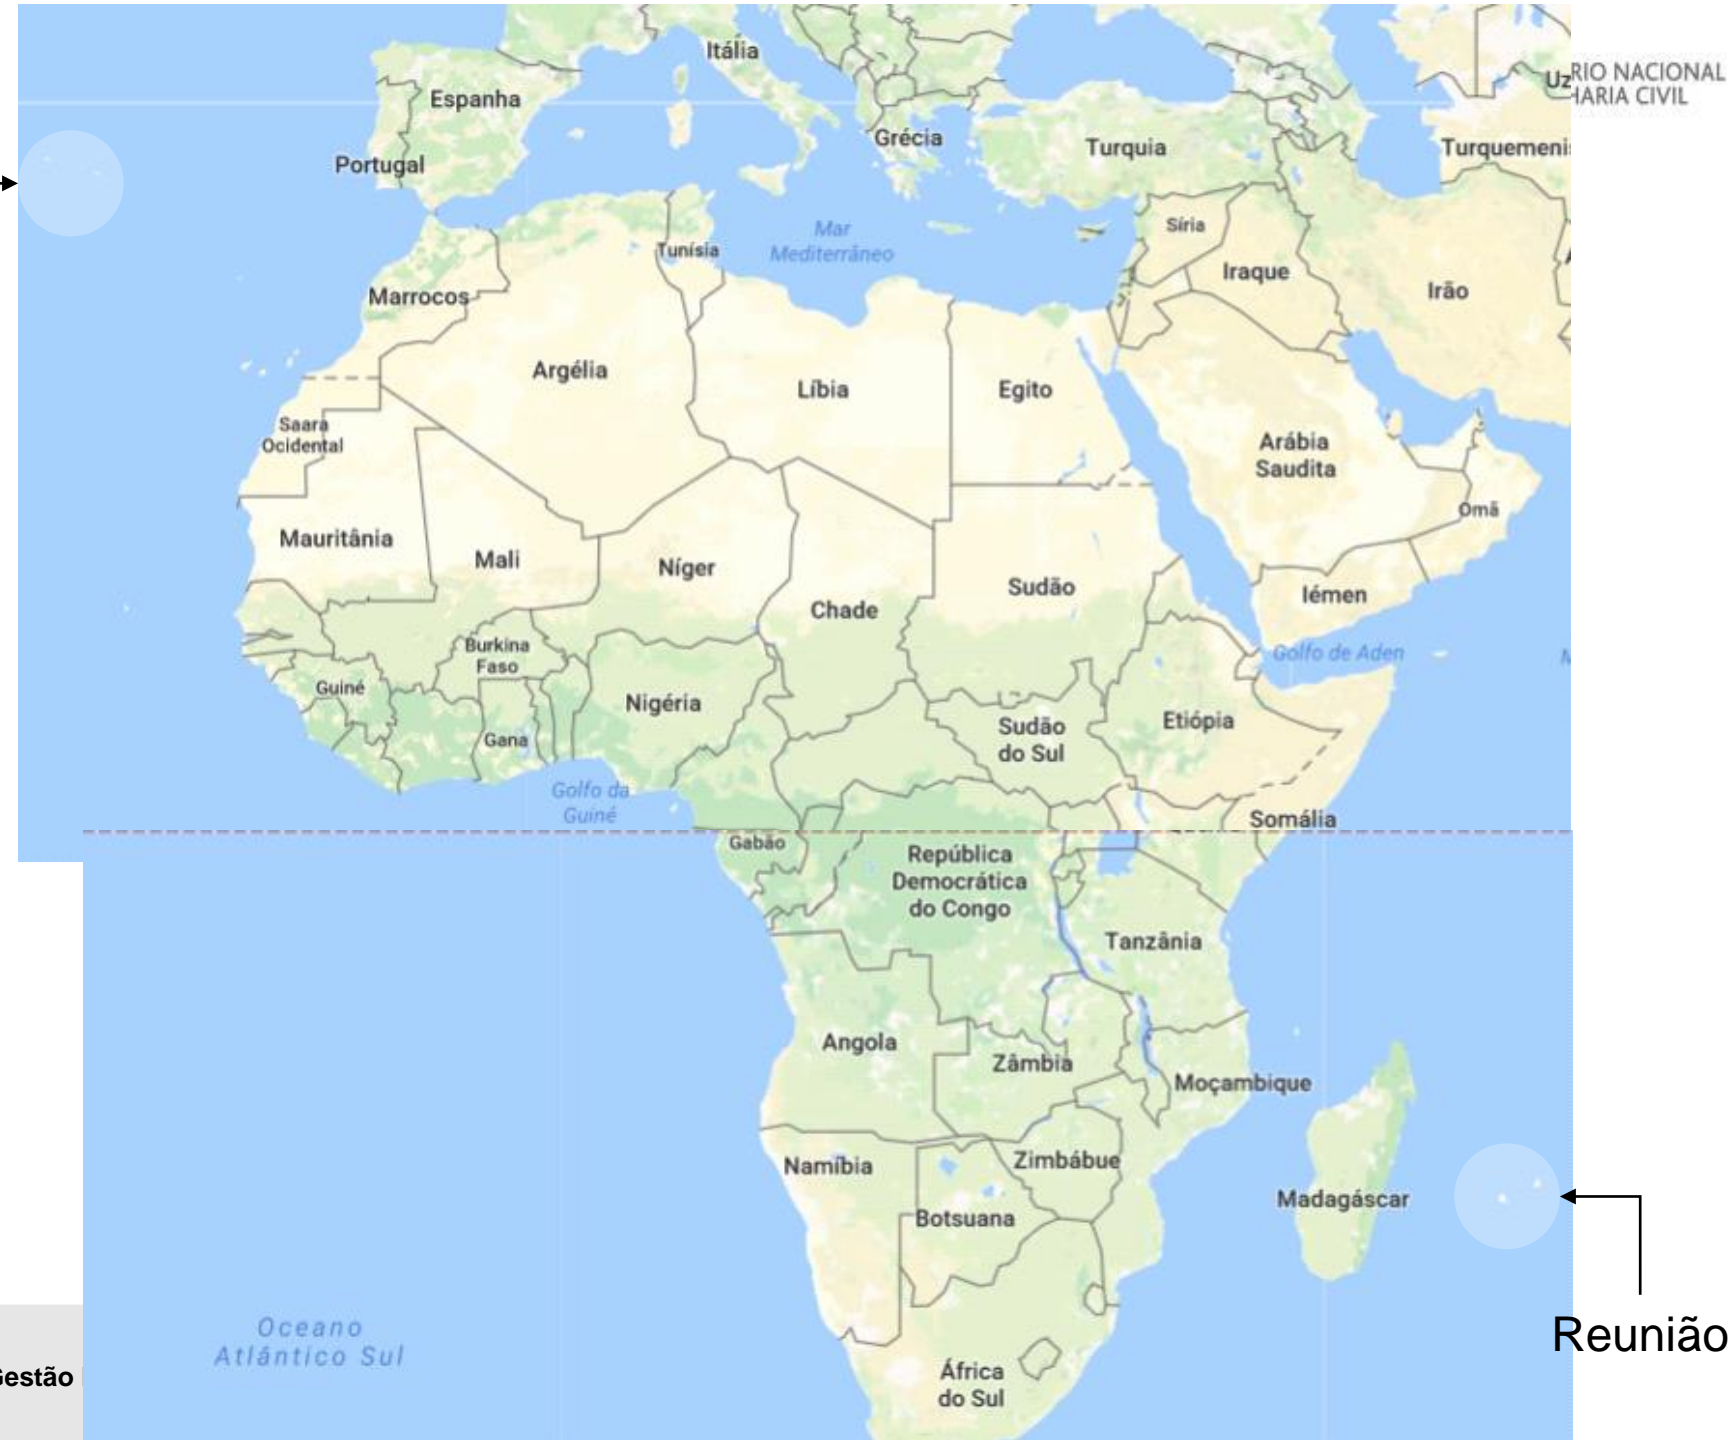 Itália
Espanha
Uz
RIO NACIONAL
HARIA CIVIL
Grécia
Turquia
Turquemenis
Portugal
Mar
Mediterrâneo
Síria
Tunísia
Iraque
Irão
Marrocos
Argélia
Líbia
Egito
Saara
Ocidental
Arábia
Saudita
Omã
Mauritânia
Mali
Níger
Sudão
Iémen
Chade
Burkina
Faso
Golfo de Aden
Guiné
Nigéria
Etiópia
Gana
Sudão
do Sul
Golfo da
Guiné
Somália
Gabão
República
Democrática
do Congo
Tanzânia
Angola
Zâmbia
Moçambique
Namíbia
Zimbábue
Madagáscar
Botsuana
Oceano
Atlântico Sul
Reunião
África
do Sul
Gestão